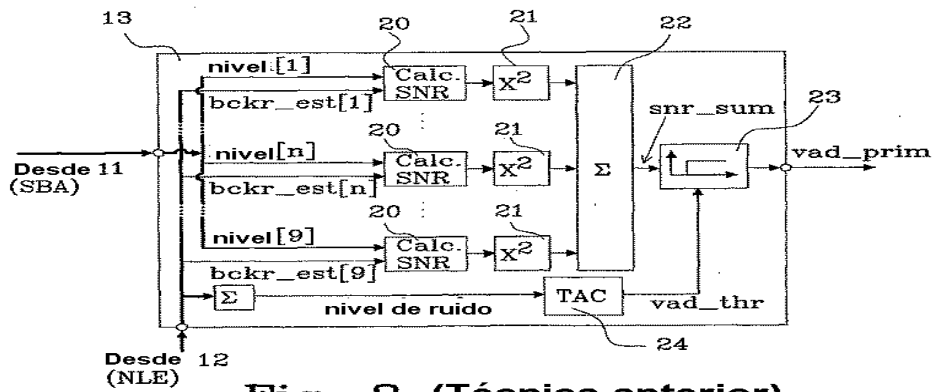 13
20
21
22
nivel[1]
Calc.
SNR
x²
bckr_est[1]
snr_sum
23
20
21
Desde 11
(SBA)
nivel[n]
Calc.
SNR
x²
Σ
vad_prim
bckr_est[n]
20
21
nivel[9]
Calc.
SNR
x²
bckr_est[9]
Σ
nivel de ruido
TAC
vad_thr
24
Desde 12
(NLE)
(Técnica anterior)